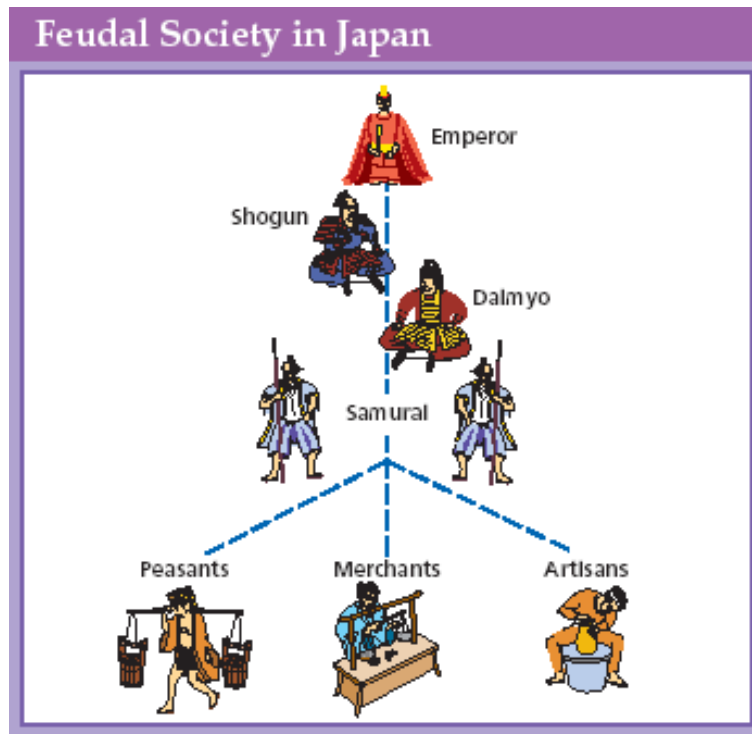 Feudal Society in Japan
Emperor
Shogun
Daimyo
Samurai
Peasants
Merchants
Artisans